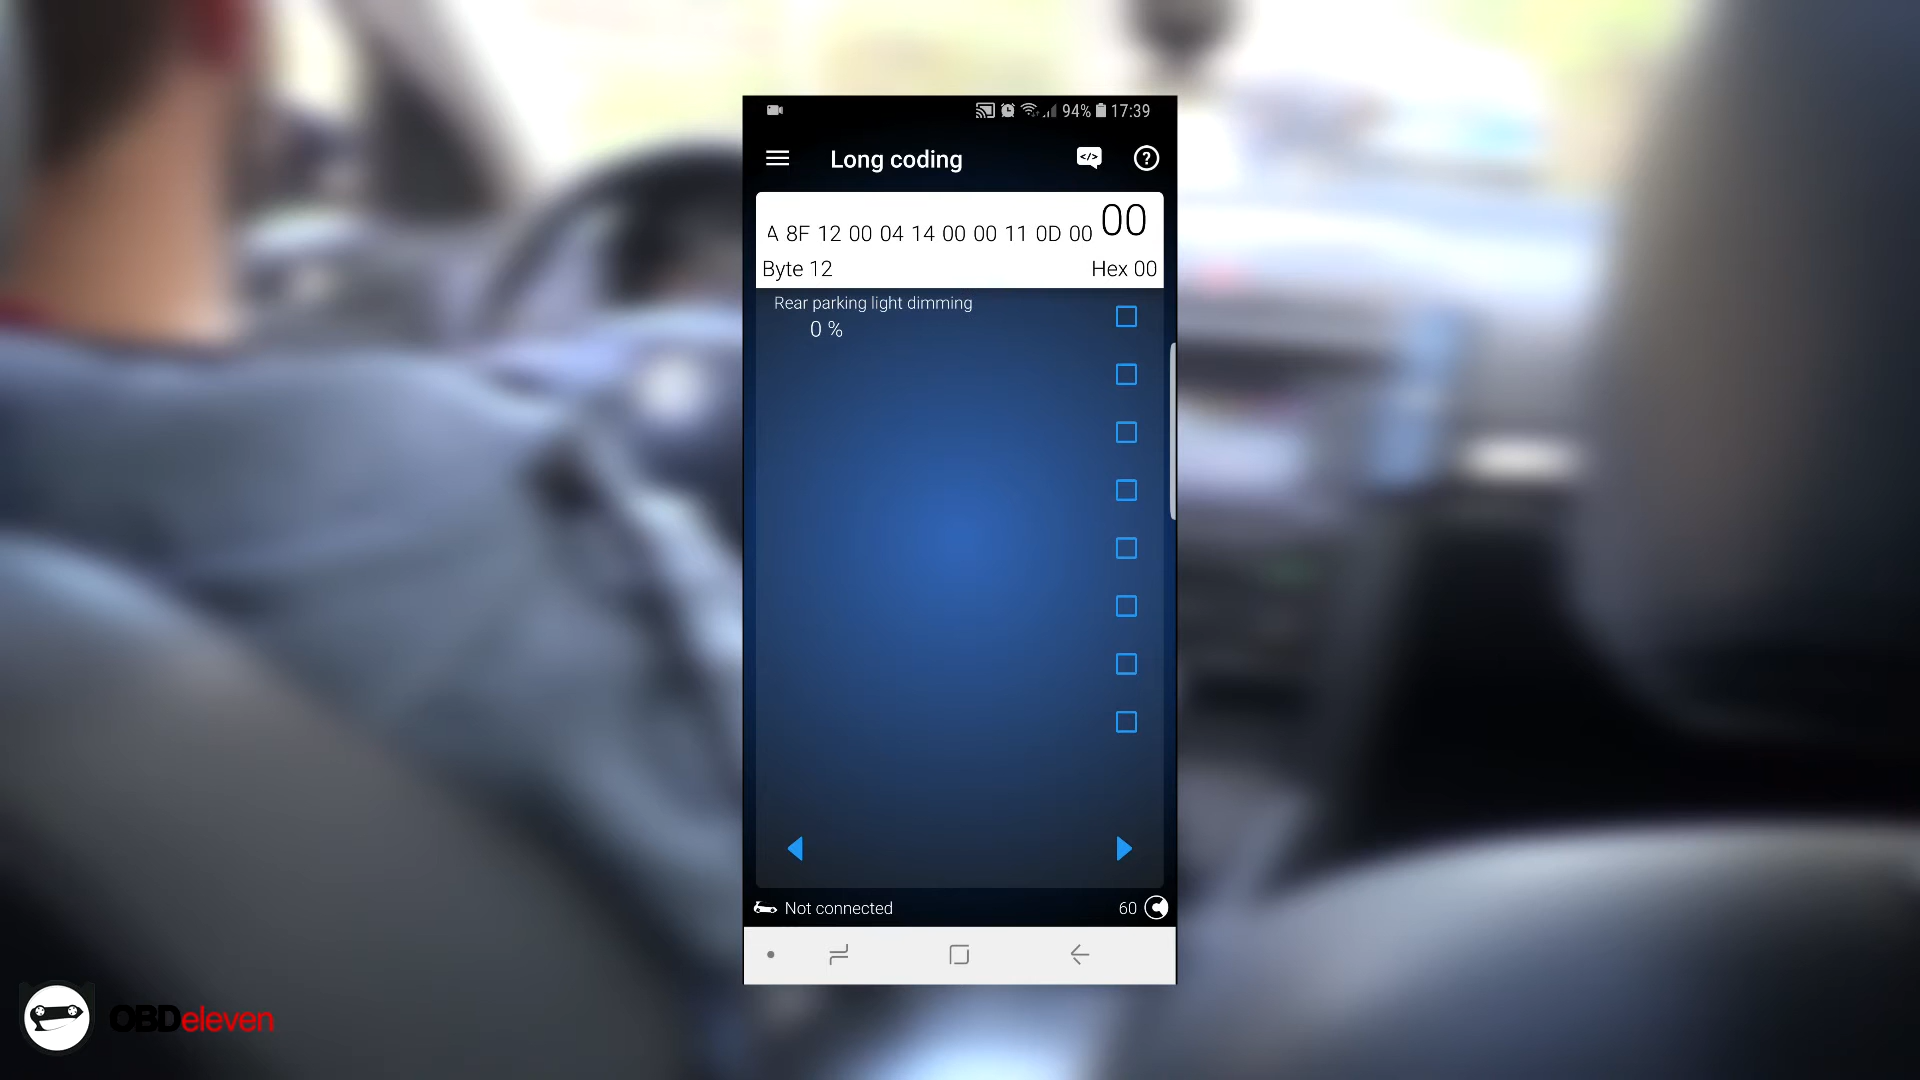 94% 17:39
Long coding
A 8F 12 00 04 14 00 00 11 0D 00 00
Byte 12 Hex 00
Rear parking light dimming
0 %
Not connected 60
OBDeleven